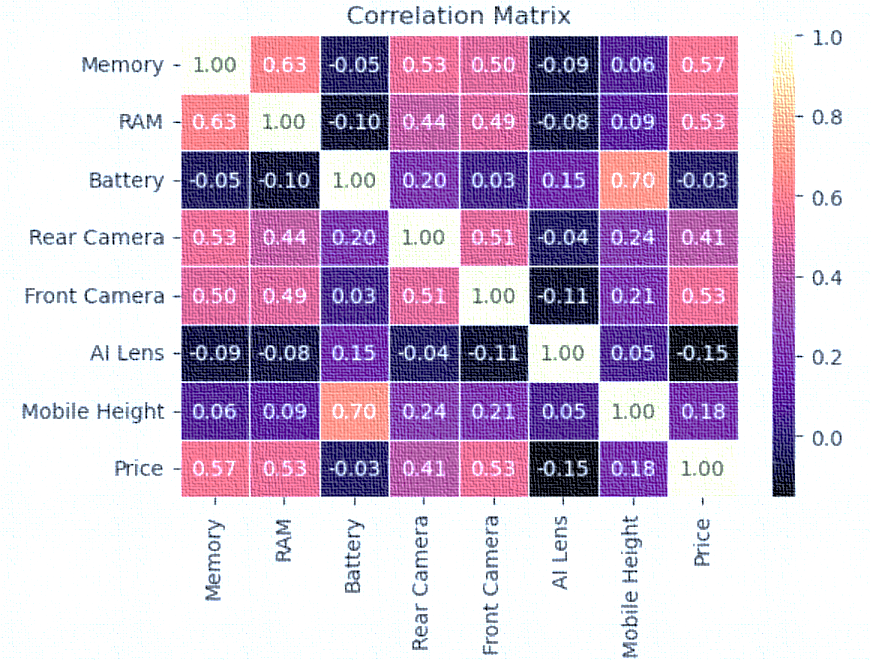 Correlation Matrix
Memory 1.00 0.63 -0.05 0.53 0.50 -0.09 0.06 0.57
RAM 0.63 1.00 -0.10 0.44 0.49 -0.08 0.09 0.53
Battery -0.05 -0.10 1.00 0.20 0.03 0.15 0.70 -0.03
Rear Camera 0.53 0.44 0.20 1.00 0.51 -0.04 0.24 0.41
Front Camera 0.50 0.49 0.03 0.51 1.00 -0.11 0.21 0.53
AI Lens -0.09 -0.08 0.15 -0.04 -0.11 1.00 0.05 -0.15
Mobile Height 0.06 0.09 0.70 0.24 0.21 0.05 1.00 0.18
Price 0.57 0.53 -0.03 0.41 0.53 -0.15 0.18 1.00
Memory
RAM
Battery
Rear Camera
Front Camera
AI Lens
Mobile Height
Price
1.0
0.8
0.6
0.4
0.2
0.0